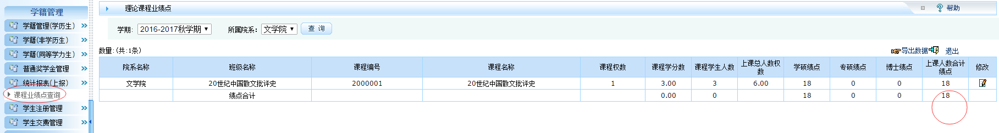 学籍管理
学籍管理(学历生)
学籍(非学历生)
学籍(同等学力生)
普通奖学金管理
统计报表(上报)
课程业绩点查询
学生注册管理
学生交费管理
理论课程业绩点
帮助
学期: 2016-2017秋学期 所属院系: 文学院 查 询
数量:(共:1条)
导出数据 退出
院系名称 班级名称 课程编号 课程名称 课程权数 课程学分数 课程学生人数 上课总人数权数 学硕绩点 专硕绩点 博士绩点 上课人数合计绩点 修改
文学院 20世纪中国散文批评史 2000001 20世纪中国散文批评史 1 3.00 3 6.00 18 0 0 18
绩点合计 0.00 0 18 0 0 18